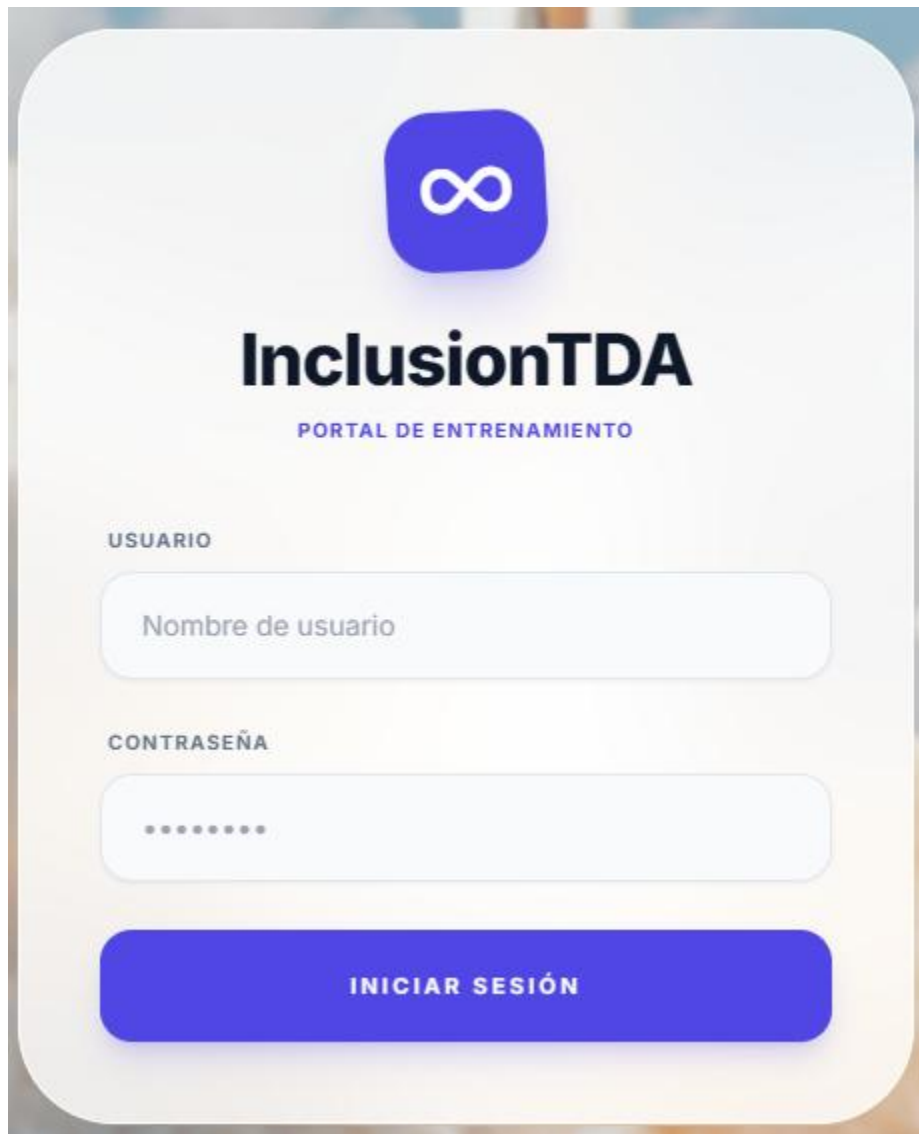 InclusionTDA
PORTAL DE ENTRENAMIENTO
USUARIO
Nombre de usuario
CONTRASEÑA
••••••••
INICIAR SESIÓN